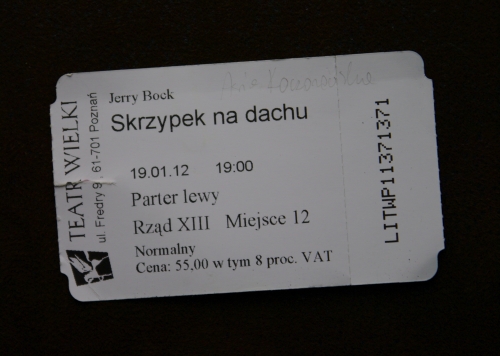 Jerry Bock
Skrzypek na dachu
19.01.12 19:00
Parter lewy
Rząd XIII Miejsce 12
Normalny
Cena: 55,00 w tym 8 proc. VAT
TEATR WIELKI
ul. Fredry 9, 61-701 Poznań
LITWP11371371